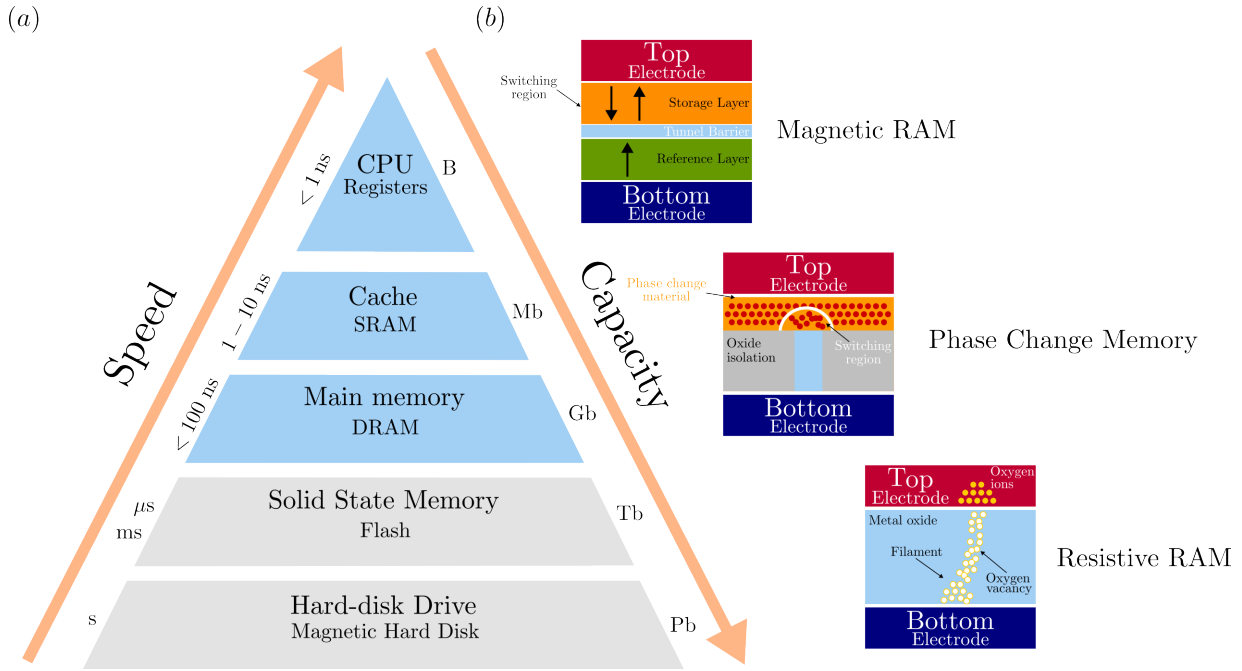 (a)
Speed
Capacity
CPU
Registers
< 1 ns
B
Cache
SRAM
1 − 10 ns
Mb
Main memory
DRAM
< 100 ns
Gb
Solid State Memory
Flash
μs
ms
Tb
Hard-disk Drive
Magnetic Hard Disk
s
Pb
(b)
Top
Electrode
Switching
region
Storage Layer
Tunnel Barrier
Reference Layer
Bottom
Electrode
Magnetic RAM
Top
Electrode
Phase change
material
Oxide
isolation
Switching
region
Bottom
Electrode
Phase Change Memory
Top
Electrode
Oxygen
ions
Metal oxide
Filament
Oxygen
vacancy
Bottom
Electrode
Resistive RAM